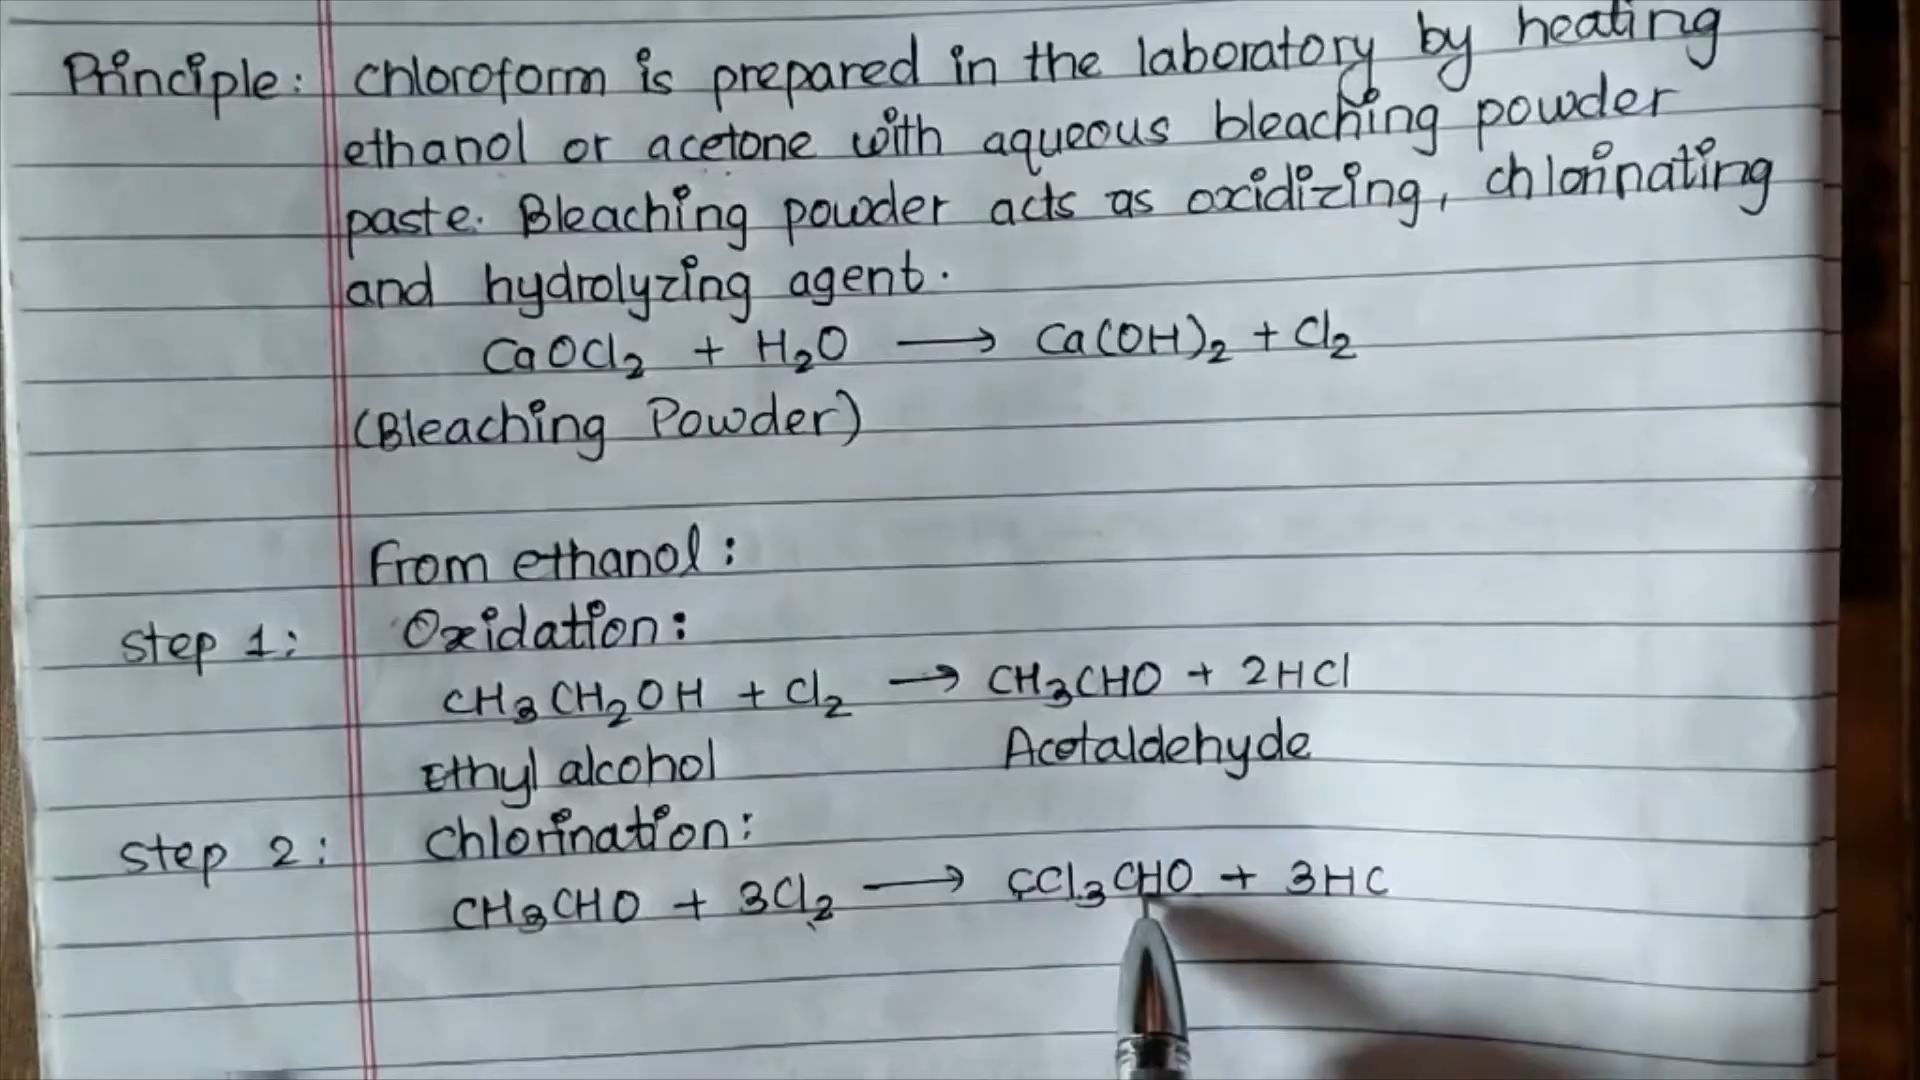 Principle: Chloroform is prepared in the laboratory by heating
ethanol or acetone with aqueous bleaching powder
paste. Bleaching powder acts as oxidizing, chlorinating
and hydrolyzing agent.
CaOCl₂ + H₂O ⟶ Ca(OH)₂ + Cl₂
(Bleaching Powder)
From ethanol:
Step 1: Oxidation:
CH₃CH₂OH + Cl₂ ⟶ CH₃CHO + 2HCl
Ethyl alcohol Acetaldehyde
Step 2: Chlorination:
CH₃CHO + 3Cl₂ ⟶ CCl₃CHO + 3HC